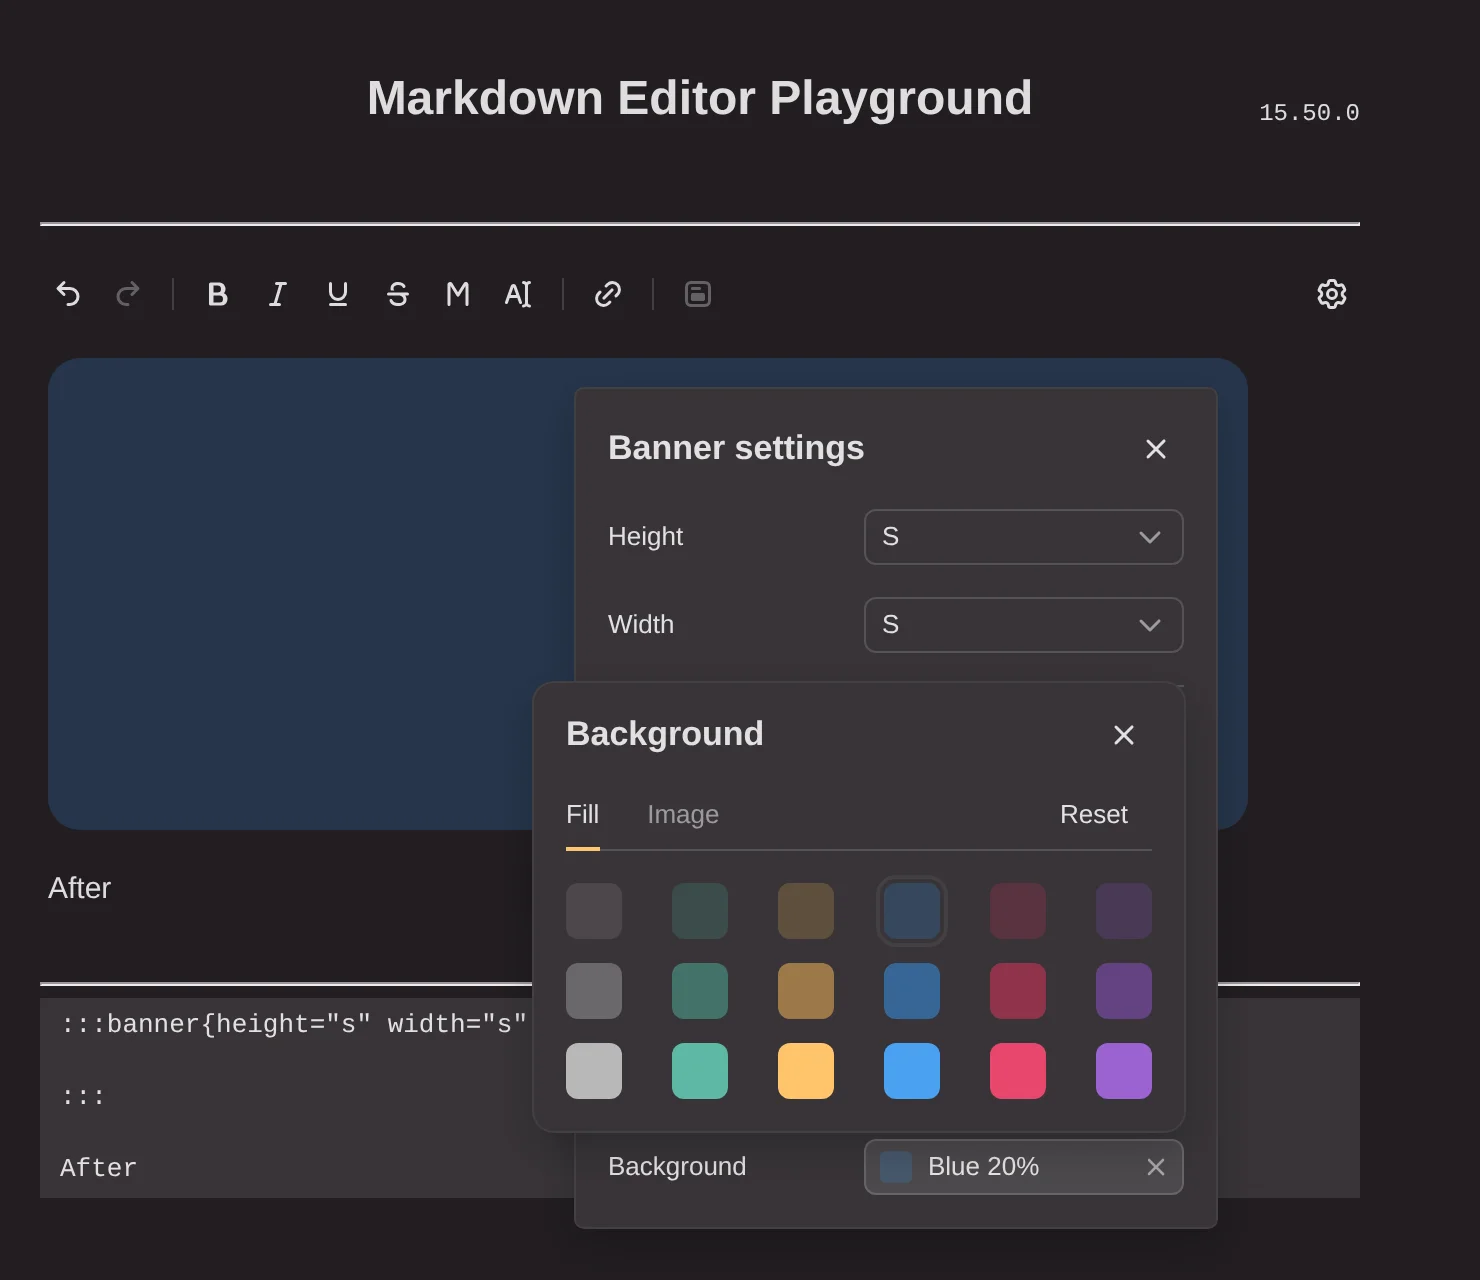 Markdown Editor Playground
15.50.0
Banner settings
Height
S
Width
S
Background
Fill
Image
Reset
After
:::banner{height="s" width="s"
:::
After
Background
Blue 20%